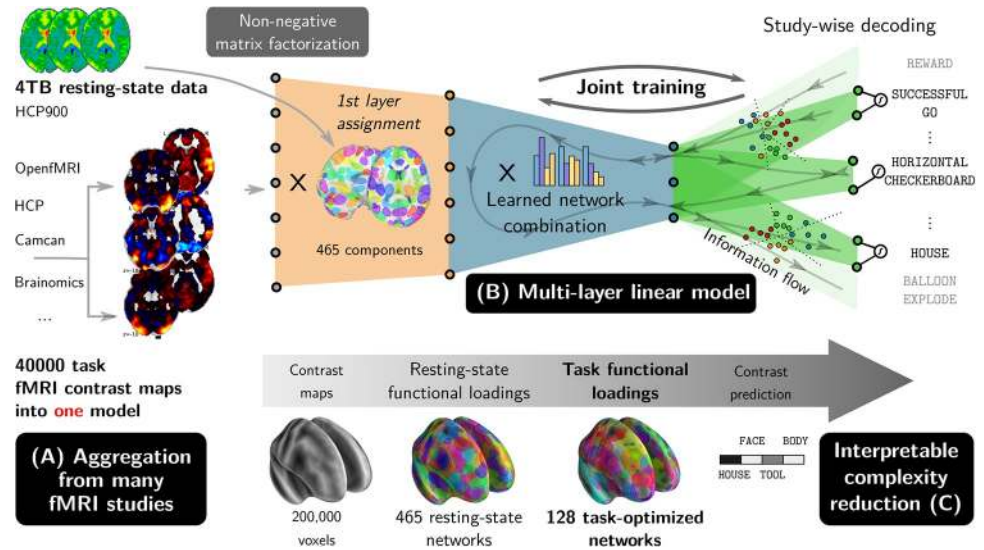 Non-negative
matrix factorization
Study-wise decoding
4TB resting-state data
HCP900
OpenfMRI
HCP
Camcan
Brainomics
...
40000 task
fMRI contrast maps
into one model
(A) Aggregation
from many
fMRI studies
1st layer
assignment
X
465 components
Joint training
X
Learned network
combination
(B) Multi-layer linear model
Information flow
REWARD
SUCCESSFUL
GO
⋮
HORIZONTAL
CHECKERBOARD
⋮
HOUSE
BALLOON
EXPLODE
Contrast
maps
Resting-state
functional loadings
Task functional
loadings
Contrast
prediction
200,000
voxels
465 resting-state
networks
128 task-optimized
networks
FACE BODY
HOUSE TOOL
Interpretable
complexity
reduction (C)